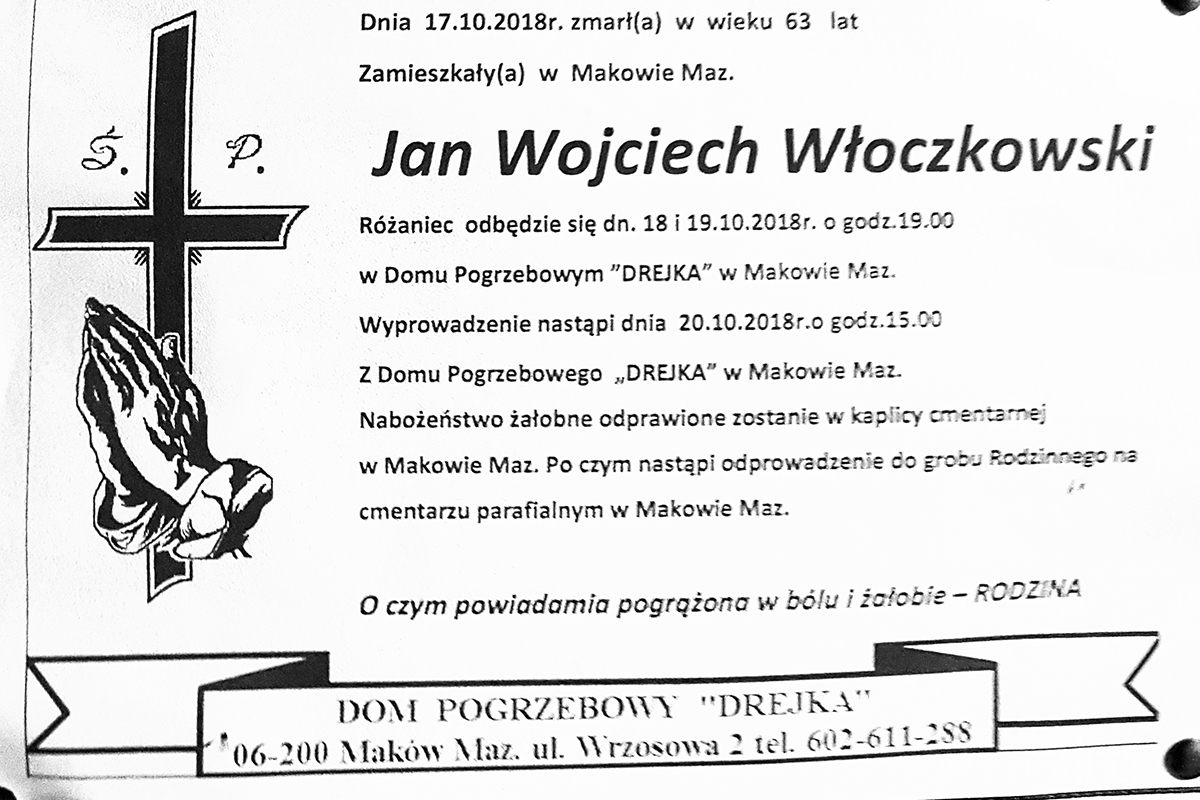 Dnia 17.10.2018r. zmarł(a) w wieku 63 lat
Zamieszkały(a) w Makowie Maz.
Ś. P.
Jan Wojciech Włoczkowski
Różaniec odbędzie się dn. 18 i 19.10.2018r. o godz.19.00
w Domu Pogrzebowym ”DREJKA” w Makowie Maz.
Wyprowadzenie nastąpi dnia 20.10.2018r.o godz.15.00
Z Domu Pogrzebowego „DREJKA” w Makowie Maz.
Nabożeństwo żałobne odprawione zostanie w kaplicy cmentarnej
w Makowie Maz. Po czym nastąpi odprowadzenie do grobu Rodzinnego na
cmentarzu parafialnym w Makowie Maz.
O czym powiadamia pogrążona w bólu i żałobie – RODZINA
DOM POGRZEBOWY "DREJKA"
06-200 Maków Maz. ul. Wrzosowa 2 tel. 602-611-288